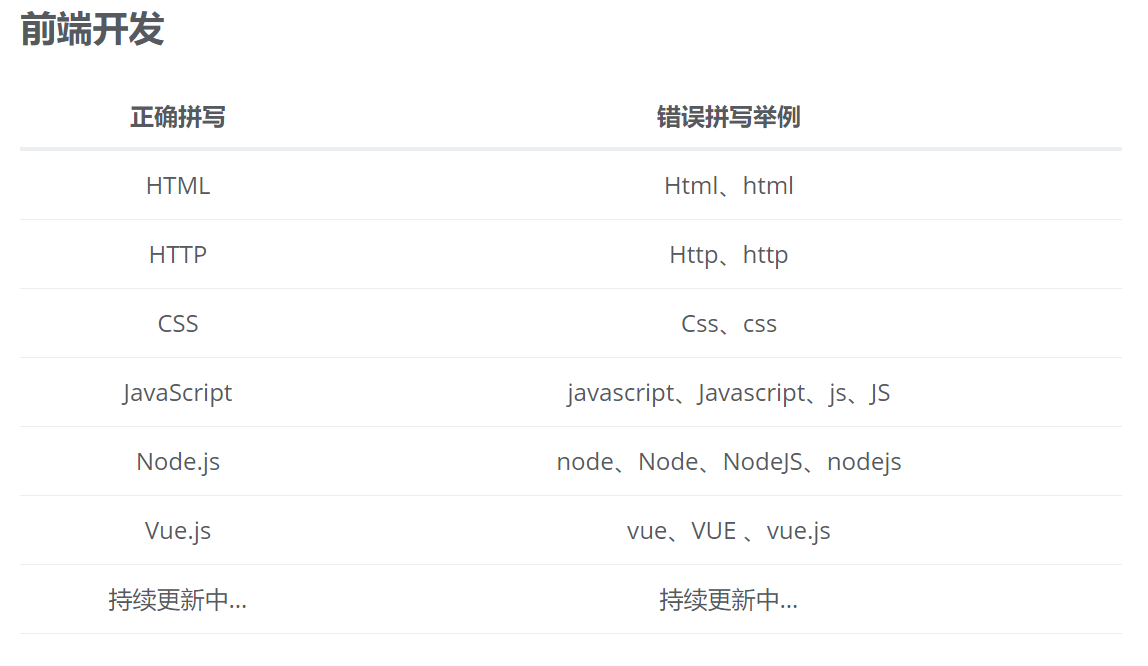 前端开发
正确拼写 错误拼写举例
HTML Html、html
HTTP Http、http
CSS Css、css
JavaScript javascript、Javascript、js、JS
Node.js node、Node、NodeJS、nodejs
Vue.js vue、VUE 、vue.js
持续更新中... 持续更新中...